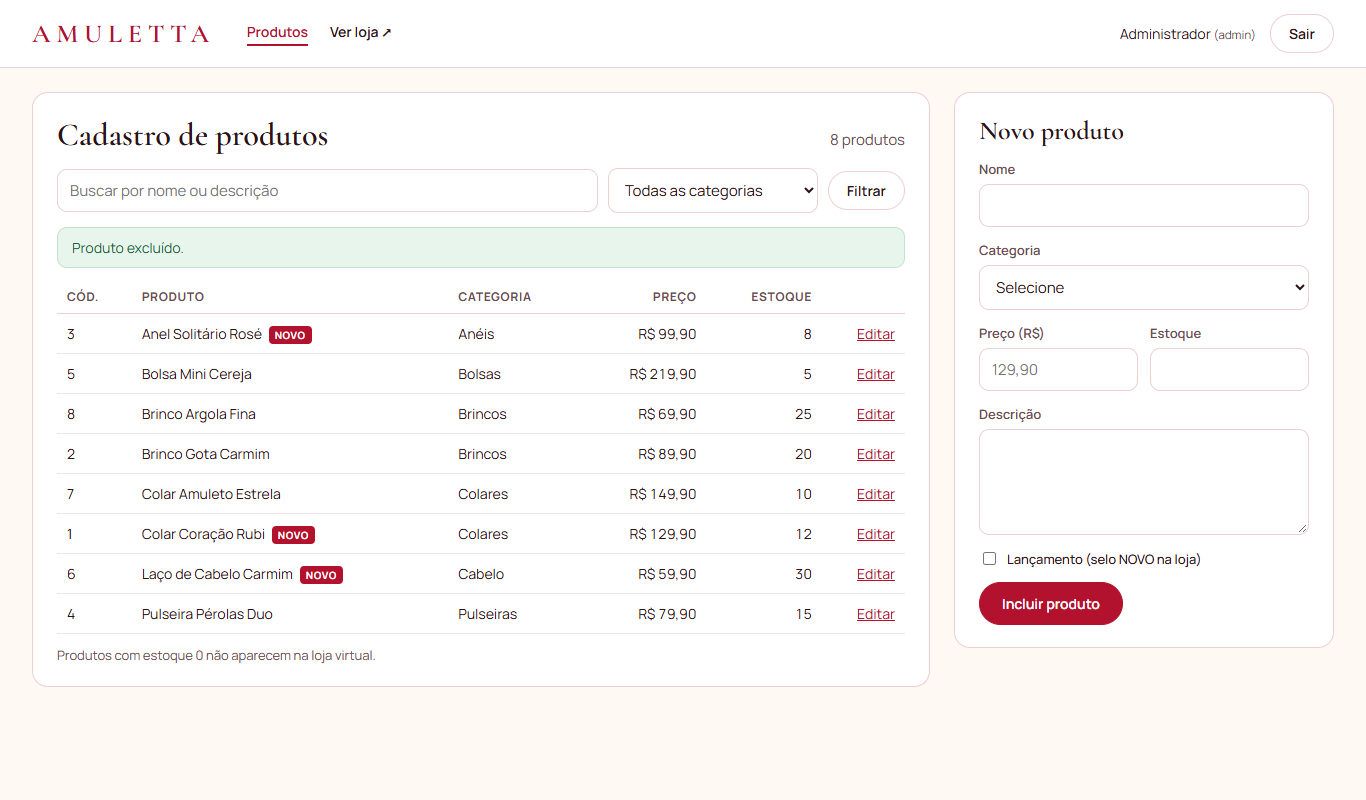 AMULETTA Produtos Ver loja ↗ Administrador (admin) Sair
Cadastro de produtos 8 produtos
Buscar por nome ou descrição Todas as categorias Filtrar
Produto excluído.
CÓD. PRODUTO CATEGORIA PREÇO ESTOQUE
3 Anel Solitário Rosé NOVO Anéis R$ 99,90 8 Editar
5 Bolsa Mini Cereja Bolsas R$ 219,90 5 Editar
8 Brinco Argola Fina Brincos R$ 69,90 25 Editar
2 Brinco Gota Carmim Brincos R$ 89,90 20 Editar
7 Colar Amuleto Estrela Colares R$ 149,90 10 Editar
1 Colar Coração Rubi NOVO Colares R$ 129,90 12 Editar
6 Laço de Cabelo Carmim NOVO Cabelo R$ 59,90 30 Editar
4 Pulseira Pérolas Duo Pulseiras R$ 79,90 15 Editar
Produtos com estoque 0 não aparecem na loja virtual.
Novo produto
Nome
Categoria
Selecione
Preço (R$) Estoque
129,90
Descrição
Lançamento (selo NOVO na loja)
Incluir produto